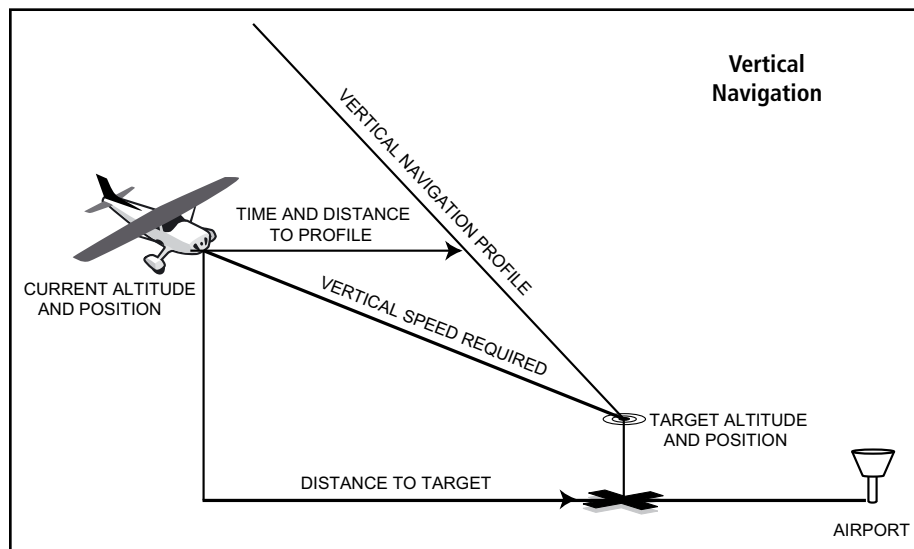 Vertical
Navigation
VERTICAL NAVIGATION PROFILE
TIME AND DISTANCE
TO PROFILE
CURRENT ALTITUDE
AND POSITION
VERTICAL SPEED REQUIRED
TARGET ALTITUDE
AND POSITION
DISTANCE TO TARGET
AIRPORT